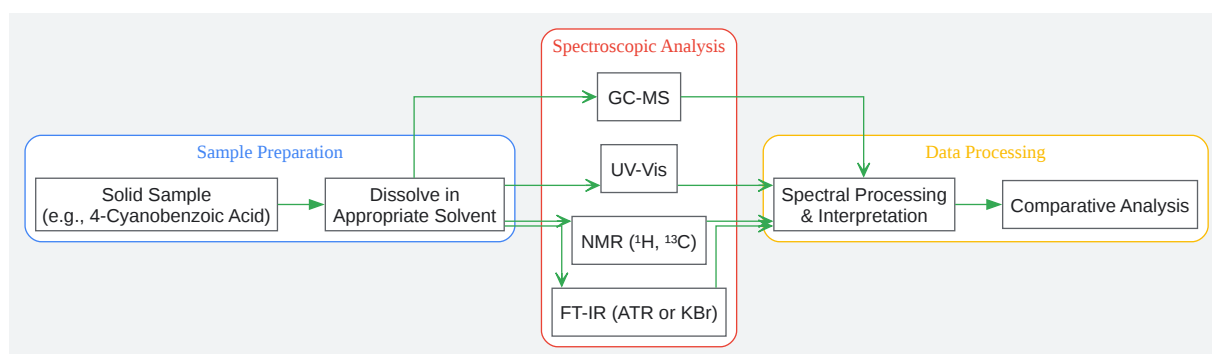 Spectroscopic Analysis
GC-MS
Sample Preparation
Data Processing
UV-Vis
Solid Sample
(e.g., 4-Cyanobenzoic Acid)
Dissolve in
Appropriate Solvent
Spectral Processing
& Interpretation
Comparative Analysis
NMR (¹H, ¹³C)
FT-IR (ATR or KBr)